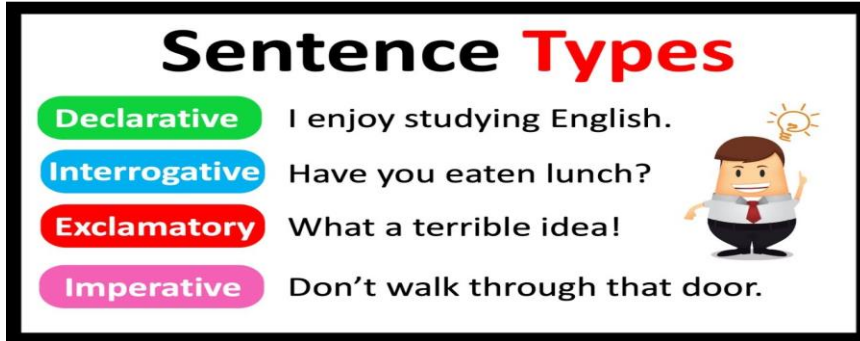 Sentence Types
Declarative I enjoy studying English.
Interrogative Have you eaten lunch?
Exclamatory What a terrible idea!
Imperative Don’t walk through that door.